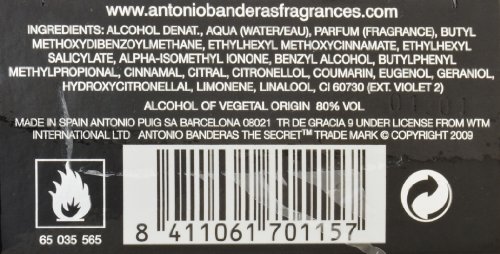 www.antoniobanderasfragrances.com
INGREDIENTS: ALCOHOL DENAT., AQUA (WATER/EAU), PARFUM (FRAGRANCE), BUTYL
METHOXYDIBENZOYLMETHANE, ETHYLHEXYL METHOXYCINNAMATE, ETHYLHEXYL
SALICYLATE, ALPHA-ISOMETHYL IONONE, BENZYL ALCOHOL, BUTYLPHENYL
METHYLPROPIONAL, CINNAMAL, CITRAL, CITRONELLOL, COUMARIN, EUGENOL, GERANIOL,
HYDROXYCITRONELLAL, LIMONENE, LINALOOL, CI 60730 (EXT. VIOLET 2)
ALCOHOL OF VEGETAL ORIGIN 80% VOL
MADE IN SPAIN ANTONIO PUIG SA BARCELONA 08021 TR DE GRACIA 9 UNDER LICENSE FROM WTM
INTERNATIONAL LTD ANTONIO BANDERAS THE SECRET™ TRADE MARK © COPYRIGHT 2009
65 035 565
8 411061 701157